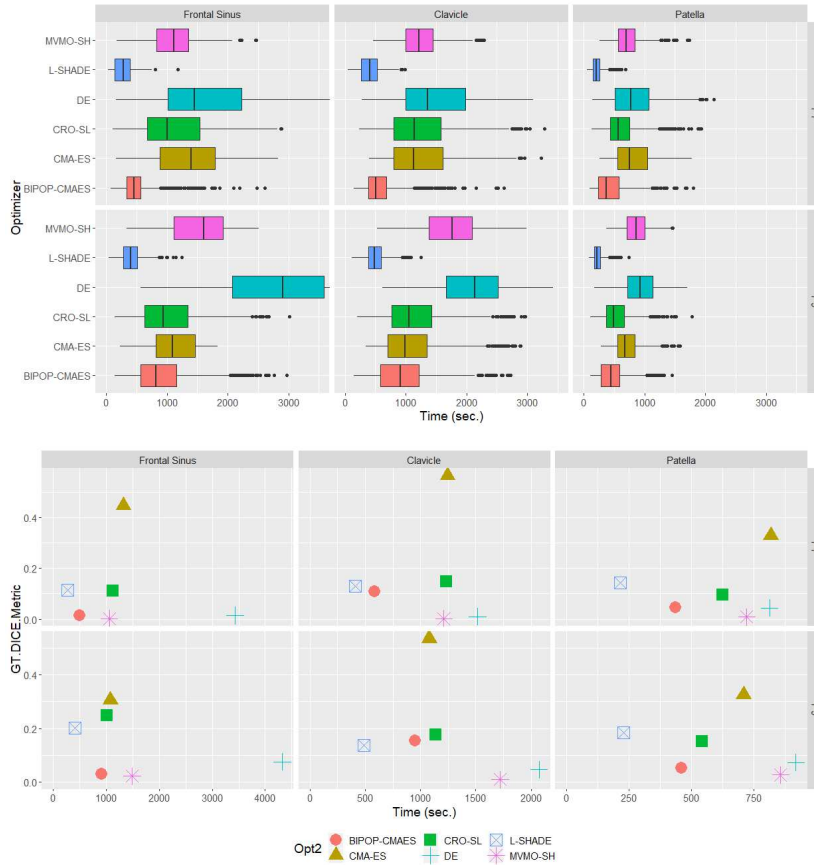 Frontal Sinus
Clavicle
Patella
Optimizer
MVMO-SH
L-SHADE
DE
CRO-SL
CMA-ES
BIPOP-CMAES
MVMO-SH
L-SHADE
DE
CRO-SL
CMA-ES
BIPOP-CMAES
0 1000 2000 3000
0 1000 2000 3000
0 1000 2000 3000
Time (sec.)
Frontal Sinus
Clavicle
Patella
GT.DICE.Metric
0.4
0.2
0.0
0.4
0.2
0.0
0 1000 2000 3000 4000
0 500 1000 1500 2000
0 250 500 750
Time (sec.)
Opt2
BIPOP-CMAES
CRO-SL
L-SHADE
CMA-ES
DE
MVMO-SH